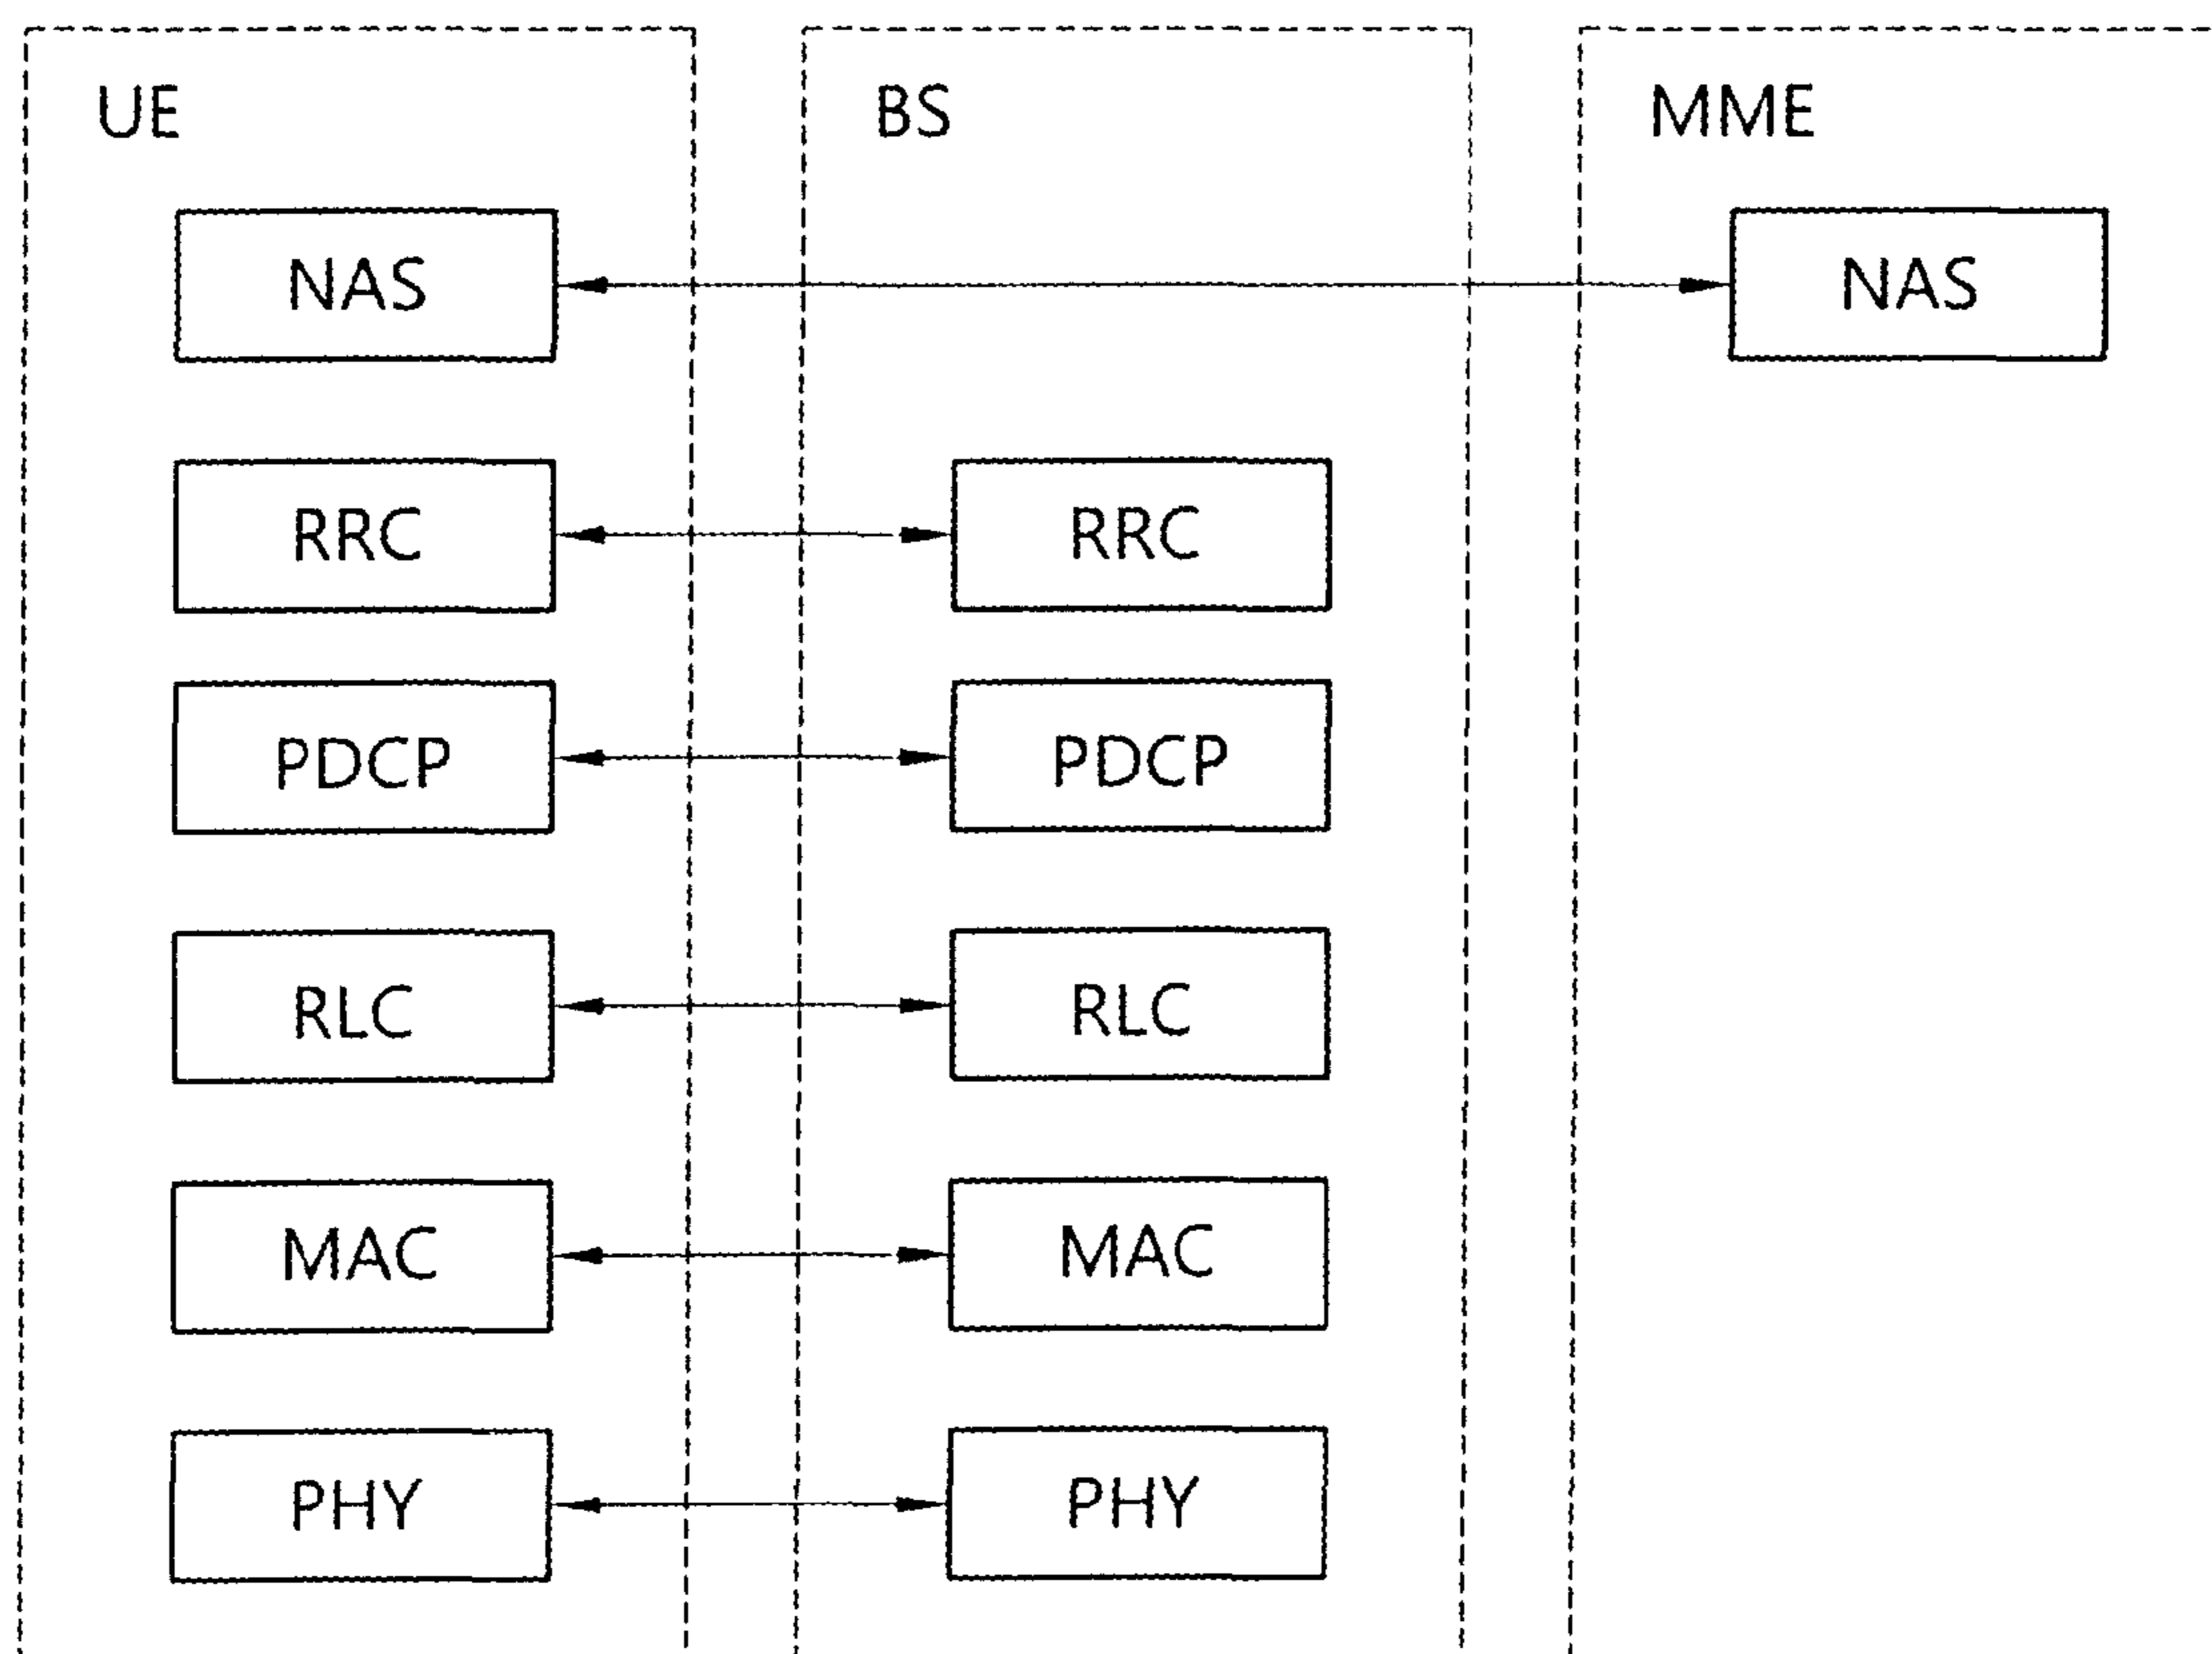 UE BS MME
NAS NAS
RRC RRC
PDCP PDCP
RLC RLC
MAC MAC
PHY PHY